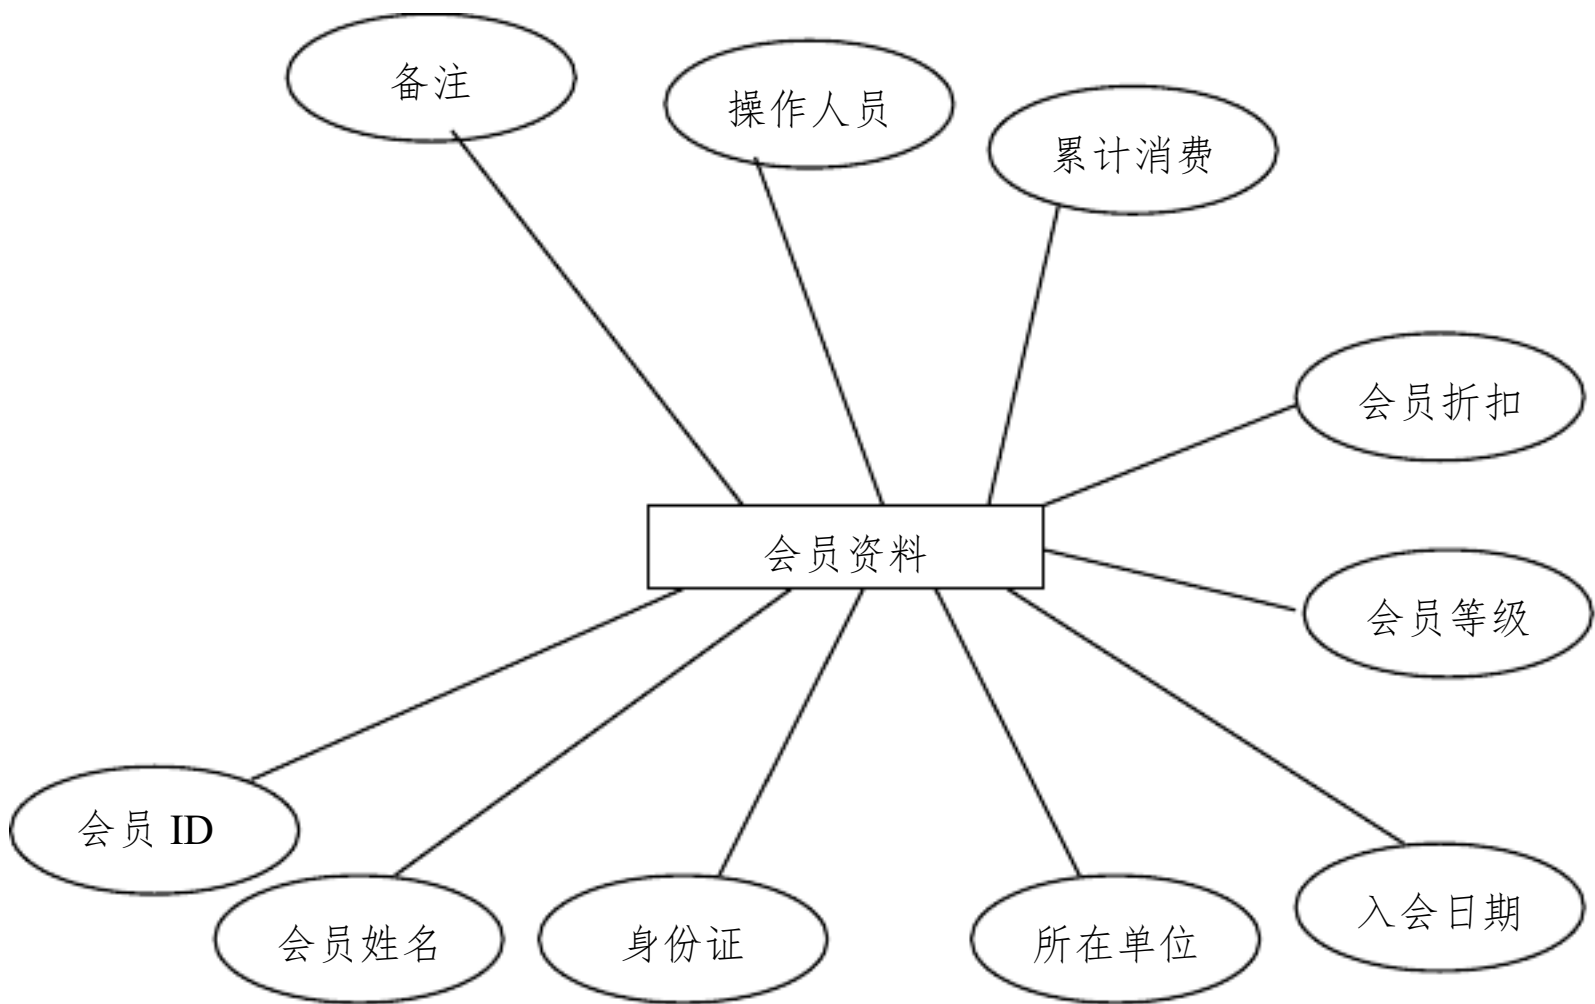 备注
操作人员
累计消费
会员折扣
会员资料
会员等级
会员 ID
会员姓名
身份证
所在单位
入会日期